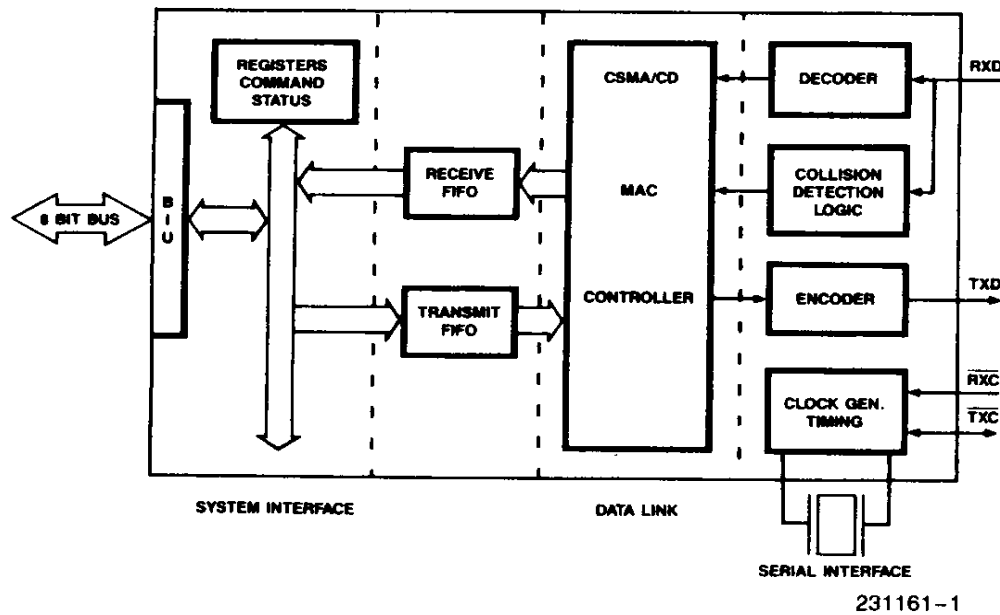 REGISTERS
COMMAND
STATUS
CSMA/CD
DECODER
RXD
RECEIVE
FIFO
MAC
COLLISION
DETECTION
LOGIC
8 BIT BUS
B
I
U
TRANSMIT
FIFO
CONTROLLER
ENCODER
TXD
CLOCK GEN.
TIMING
RXC
TXC
SYSTEM INTERFACE
DATA LINK
SERIAL INTERFACE
231161-1